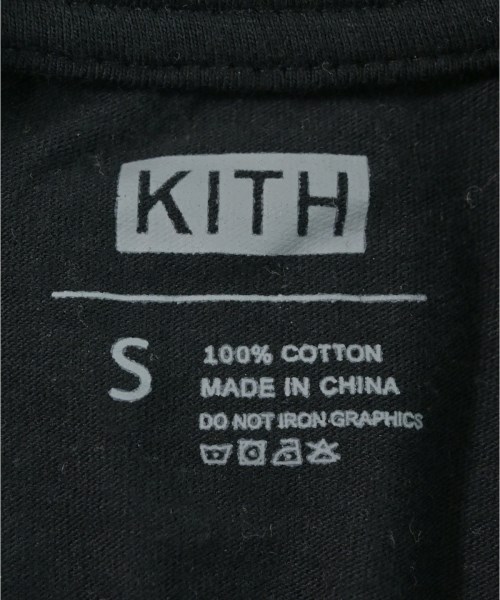 KITH
S
100% COTTON
MADE IN CHINA
DO NOT IRON GRAPHICS